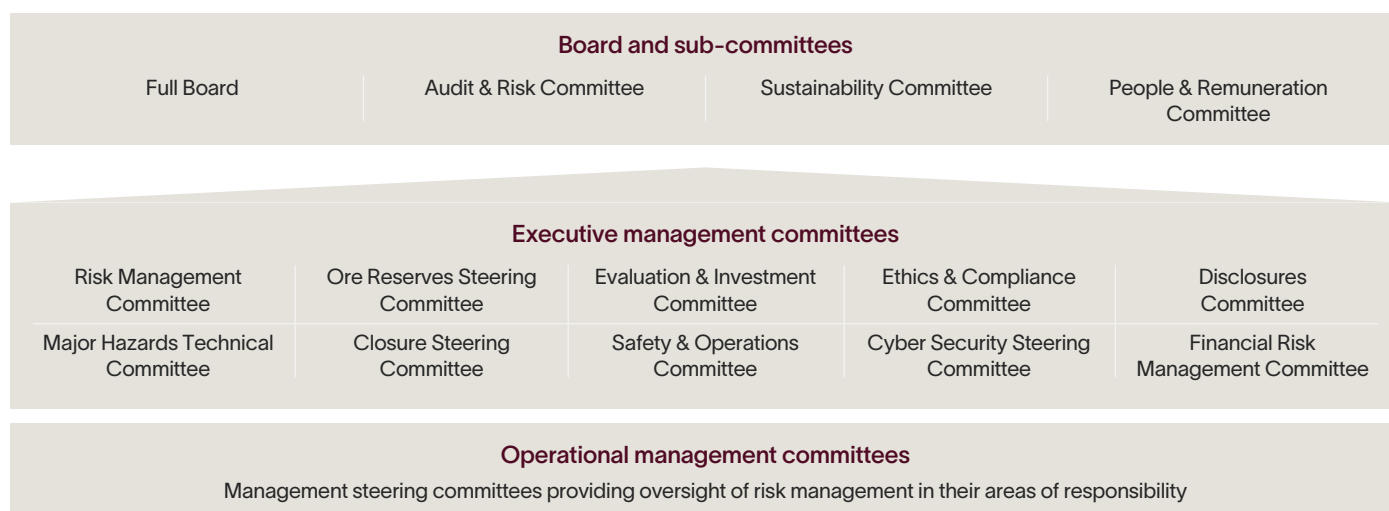 Board and sub-committees
Full Board
Audit & Risk Committee
Sustainability Committee
People & Remuneration
Committee
Executive management committees
Risk Management
Committee
Ore Reserves Steering
Committee
Evaluation & Investment
Committee
Ethics & Compliance
Committee
Disclosures
Committee
Major Hazards Technical
Committee
Closure Steering
Committee
Safety & Operations
Committee
Cyber Security Steering
Committee
Financial Risk
Management Committee
Operational management committees
Management steering committees providing oversight of risk management in their areas of responsibility